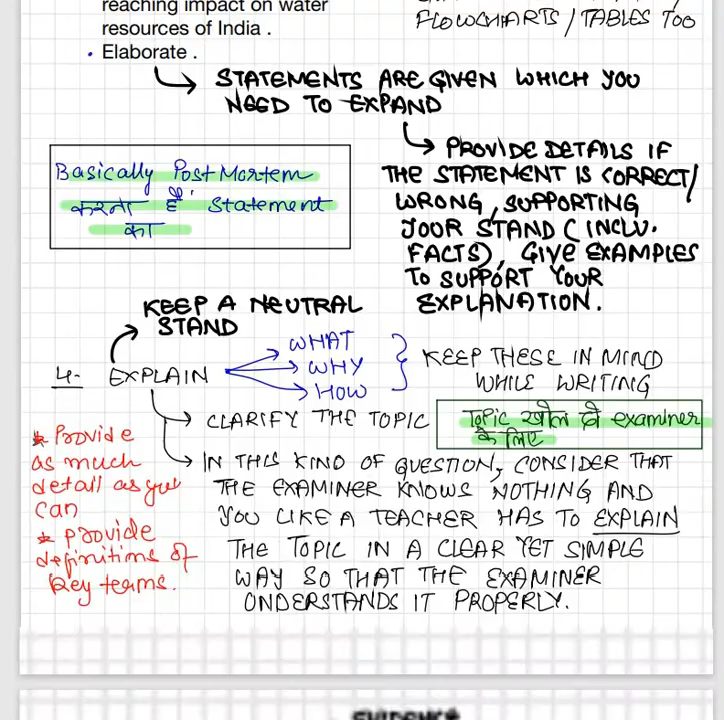 reaching impact on water
resources of India .
• Elaborate .
FLOWCHARTS / TABLES TOO
STATEMENTS ARE GIVEN WHICH YOU
NEED TO EXPAND
Basically Post Mortem
करना है Statement
का
PROVIDE DETAILS IF
THE STATEMENT IS CORRECT/
WRONG, SUPPORTING
YOUR STAND ( INCLU.
FACTS), GIVE EXAMPLES
TO SUPPORT YOUR
EXPLANATION.
KEEP A NEUTRAL
STAND
4- EXPLAIN
WHAT
WHY
HOW
KEEP THESE IN MIND
WHILE WRITING
CLARIFY THE TOPIC
Topic खोल दो examiner
के लिए
* Provide
as much
detail as you
can
* provide
definitions of
key terms.
IN THIS KIND OF QUESTION, CONSIDER THAT
THE EXAMINER KNOWS NOTHING AND
YOU LIKE A TEACHER HAS TO EXPLAIN
THE TOPIC IN A CLEAR YET SIMPLE
WAY SO THAT THE EXAMINER
UNDERSTANDS IT PROPERLY.